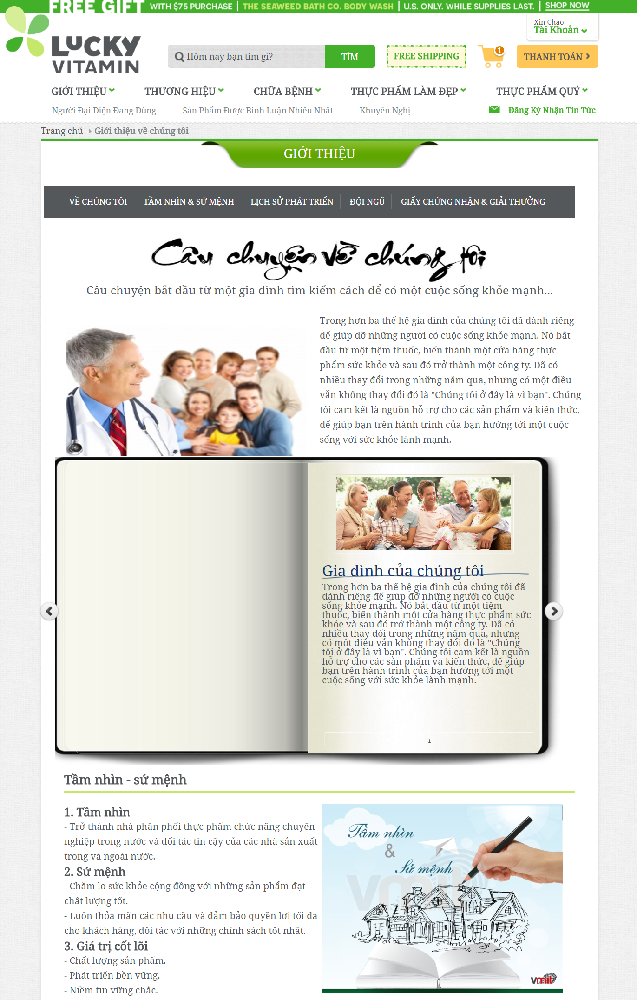 FREE GIFT WITH $75 PURCHASE | THE SEAWEED BATH CO. BODY WASH | U.S. ONLY. WHILE SUPPLIES LAST. | SHOP NOW
Xin Chào!
Tài Khoản
LUCKY
VITAMIN
Hôm nay bạn tìm gì?
TÌM
FREE SHIPPING
1
THANH TOÁN
GIỚI THIỆU
THƯƠNG HIỆU
CHỮA BỆNH
THỰC PHẨM LÀM ĐẸP
THỰC PHẨM QUÝ
Người Đại Diện Đang Dùng
Sản Phẩm Được Bình Luận Nhiều Nhất
Khuyến Nghị
Đăng Ký Nhận Tin Tức
Trang chủ
Giới thiệu về chúng tôi
GIỚI THIỆU
VỀ CHÚNG TÔI
TẦM NHÌN & SỨ MỆNH
LỊCH SỬ PHÁT TRIỂN
ĐỘI NGŨ
GIẤY CHỨNG NHẬN & GIẢI THƯỞNG
Câu chuyện về chúng tôi
Câu chuyện bắt đầu từ một gia đình tìm kiếm cách để có một cuộc sống khỏe mạnh...
Trong hơn ba thế hệ gia đình của chúng tôi đã dành riêng
để giúp đỡ những người có cuộc sống khỏe mạnh. Nó bắt
đầu từ một tiệm thuốc, biến thành một cửa hàng thực
phẩm sức khỏe và sau đó trở thành một công ty. Đã có
nhiều thay đổi trong những năm qua, nhưng có một điều
vẫn không thay đổi đó là "Chúng tôi ở đây là vì bạn". Chúng
tôi cam kết là nguồn hỗ trợ cho các sản phẩm và kiến thức,
để giúp bạn trên hành trình của bạn hướng tới một cuộc
sống với sức khỏe lành mạnh.
Gia đình của chúng tôi
Trong hơn ba thế hệ gia đình của chúng tôi đã
dành riêng để giúp đỡ những người có cuộc
sống khỏe mạnh. Nó bắt đầu từ một tiệm
thuốc, biến thành một cửa hàng thực phẩm sức
khỏe và sau đó trở thành một công ty. Đã có
nhiều thay đổi trong những năm qua, nhưng
có một điều vẫn không thay đổi đó là "Chúng
tôi ở đây là vì bạn". Chúng tôi cam kết là nguồn
hỗ trợ cho các sản phẩm và kiến thức, để giúp
bạn trên hành trình của bạn hướng tới một
cuộc sống với sức khỏe lành mạnh.
1
Tầm nhìn - sứ mệnh
1. Tầm nhìn
- Trở thành nhà phân phối thực phẩm chức năng chuyên
nghiệp trong nước và đối tác tin cậy của các nhà sản xuất
trong và ngoài nước.
2. Sứ mệnh
- Chăm lo sức khỏe cộng đồng với những sản phẩm đạt
chất lượng tốt.
- Luôn thỏa mãn các nhu cầu và đảm bảo quyền lợi tối đa
cho khách hàng, đối tác với những chính sách tốt nhất.
3. Giá trị cốt lõi
- Chất lượng sản phẩm.
- Phát triển bền vững.
- Niềm tin vững chắc.
Tầm nhìn
&
Sứ mệnh
vmit
vmit